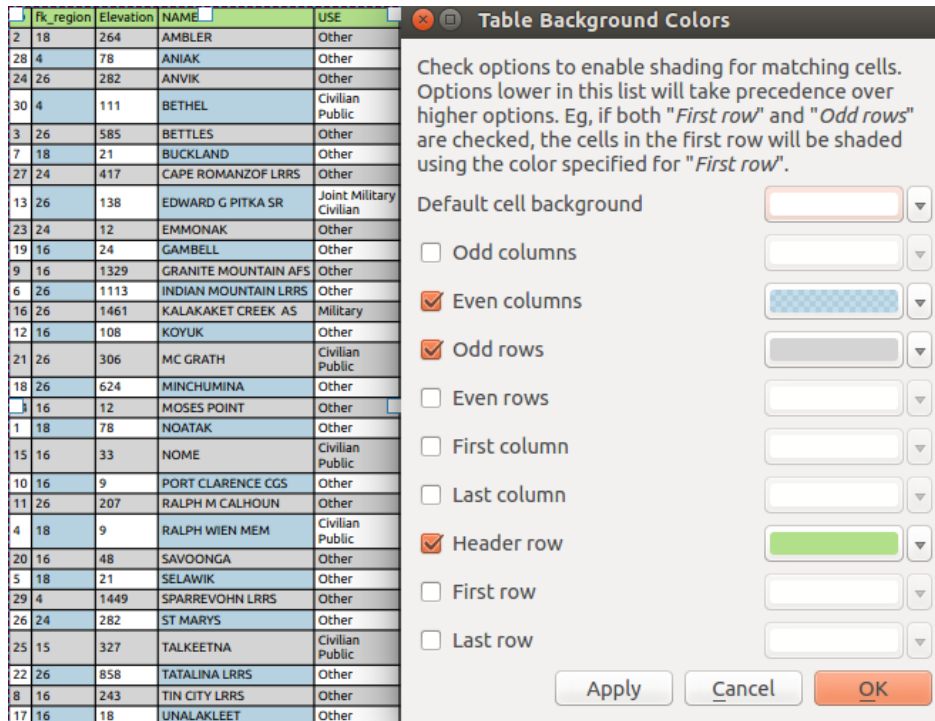 fk_region Elevation NAME USE
2 18 264 AMBLER Other
28 4 78 ANIAK Other
24 26 282 ANVIK Other
30 4 111 BETHEL Civilian
Public
3 26 585 BETTLES Other
7 18 21 BUCKLAND Other
27 24 417 CAPE ROMANZOF LRRS Other
13 26 138 EDWARD G PITKA SR Joint Military
Civilian
23 24 12 EMMONAK Other
19 16 24 GAMBELL Other
9 16 1329 GRANITE MOUNTAIN AFS Other
6 26 1113 INDIAN MOUNTAIN LRRS Other
16 26 1461 KALAKAKET CREEK AS Military
12 16 108 KOYUK Other
21 26 306 MC GRATH Civilian
Public
18 26 624 MINCHUMINA Other
16 12 MOSES POINT Other
1 18 78 NOATAK Other
15 16 33 NOME Civilian
Public
10 16 9 PORT CLARENCE CGS Other
11 26 207 RALPH M CALHOUN Other
4 18 9 RALPH WIEN MEM Civilian
Public
20 16 48 SAVOONGA Other
5 18 21 SELAWIK Other
29 4 1449 SPARREVOHN LRRS Other
26 24 282 ST MARYS Other
25 15 327 TALKEETNA Civilian
Public
22 26 858 TATALINA LRRS Other
8 16 243 TIN CITY LRRS Other
17 16 18 UNALAKLEET Other
Table Background Colors
Check options to enable shading for matching cells.
Options lower in this list will take precedence over
higher options. Eg, if both "First row" and "Odd rows"
are checked, the cells in the first row will be shaded
using the color specified for "First row".
Default cell background
Odd columns
Even columns
Odd rows
Even rows
First column
Last column
Header row
First row
Last row
Apply Cancel OK